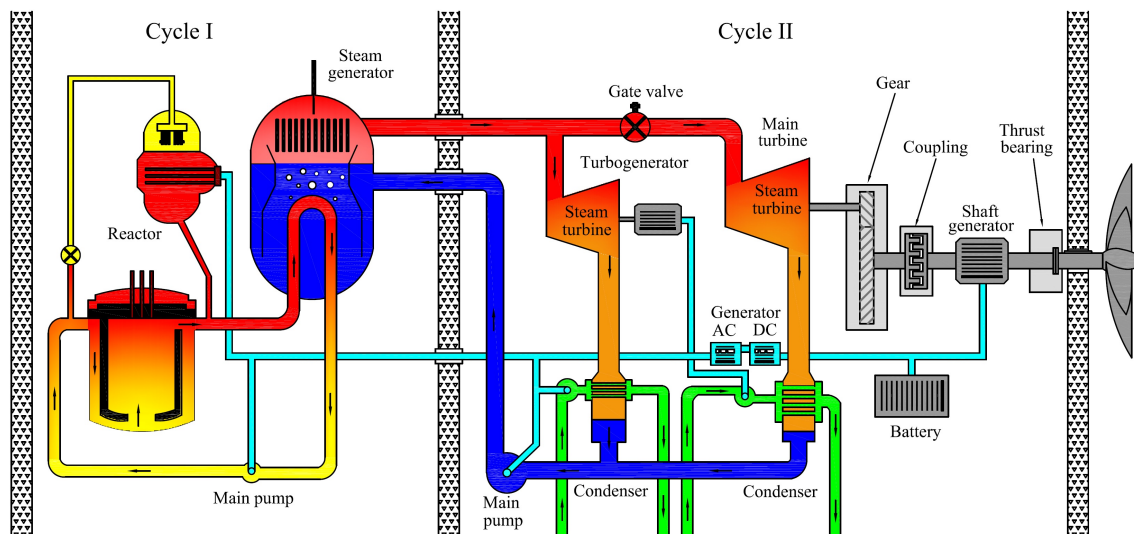 Cycle I
Cycle II
Steam
generator
Gate valve
Gear
Main
turbine
Thrust
bearing
Coupling
Turbogenerator
Steam
turbine
Steam
turbine
Shaft
generator
Reactor
Generator
AC
DC
Battery
Main pump
Main
pump
Condenser
Condenser